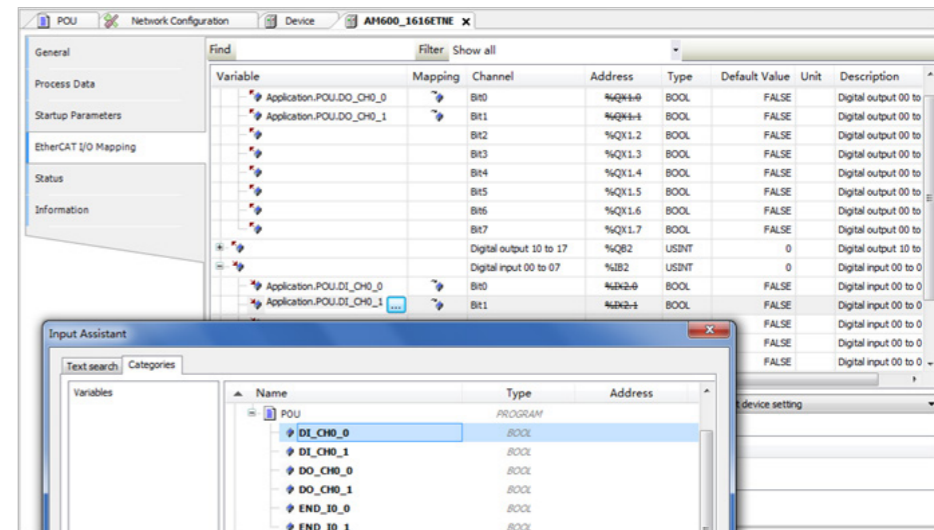 POU Network Configuration Device AM600_1616ETNE x
General
Process Data
Startup Parameters
EtherCAT I/O Mapping
Status
Information
Find Filter Show all
Variable Mapping Channel Address Type Default Value Unit Description
Application.POU.DO_CH0_0 Bit0 %QX1.0 BOOL FALSE Digital output 00 to
Application.POU.DO_CH0_1 Bit1 %QX1.1 BOOL FALSE Digital output 00 to
Bit2 %QX1.2 BOOL FALSE Digital output 00 to
Bit3 %QX1.3 BOOL FALSE Digital output 00 to
Bit4 %QX1.4 BOOL FALSE Digital output 00 to
Bit5 %QX1.5 BOOL FALSE Digital output 00 to
Bit6 %QX1.6 BOOL FALSE Digital output 00 to
Bit7 %QX1.7 BOOL FALSE Digital output 00 to
Digital output 10 to 17 %QB2 USINT 0 Digital output 10 to
Digital input 00 to 07 %IB2 USINT 0 Digital input 00 to 0
Application.POU.DI_CH0_0 Bit0 %IX2.0 BOOL FALSE Digital input 00 to 0
Application.POU.DI_CH0_1 ... Bit1 %IX2.1 BOOL FALSE Digital input 00 to 0
FALSE Digital input 00 to 0
FALSE Digital input 00 to 0
FALSE Digital input 00 to 0
device setting
Input Assistant
Text search Categories
Variables
Name Type Address
POU PROGRAM
DI_CH0_0 BOOL
DI_CH0_1 BOOL
DO_CH0_0 BOOL
DO_CH0_1 BOOL
END_I0_0 BOOL
END_I0_1 BOOL